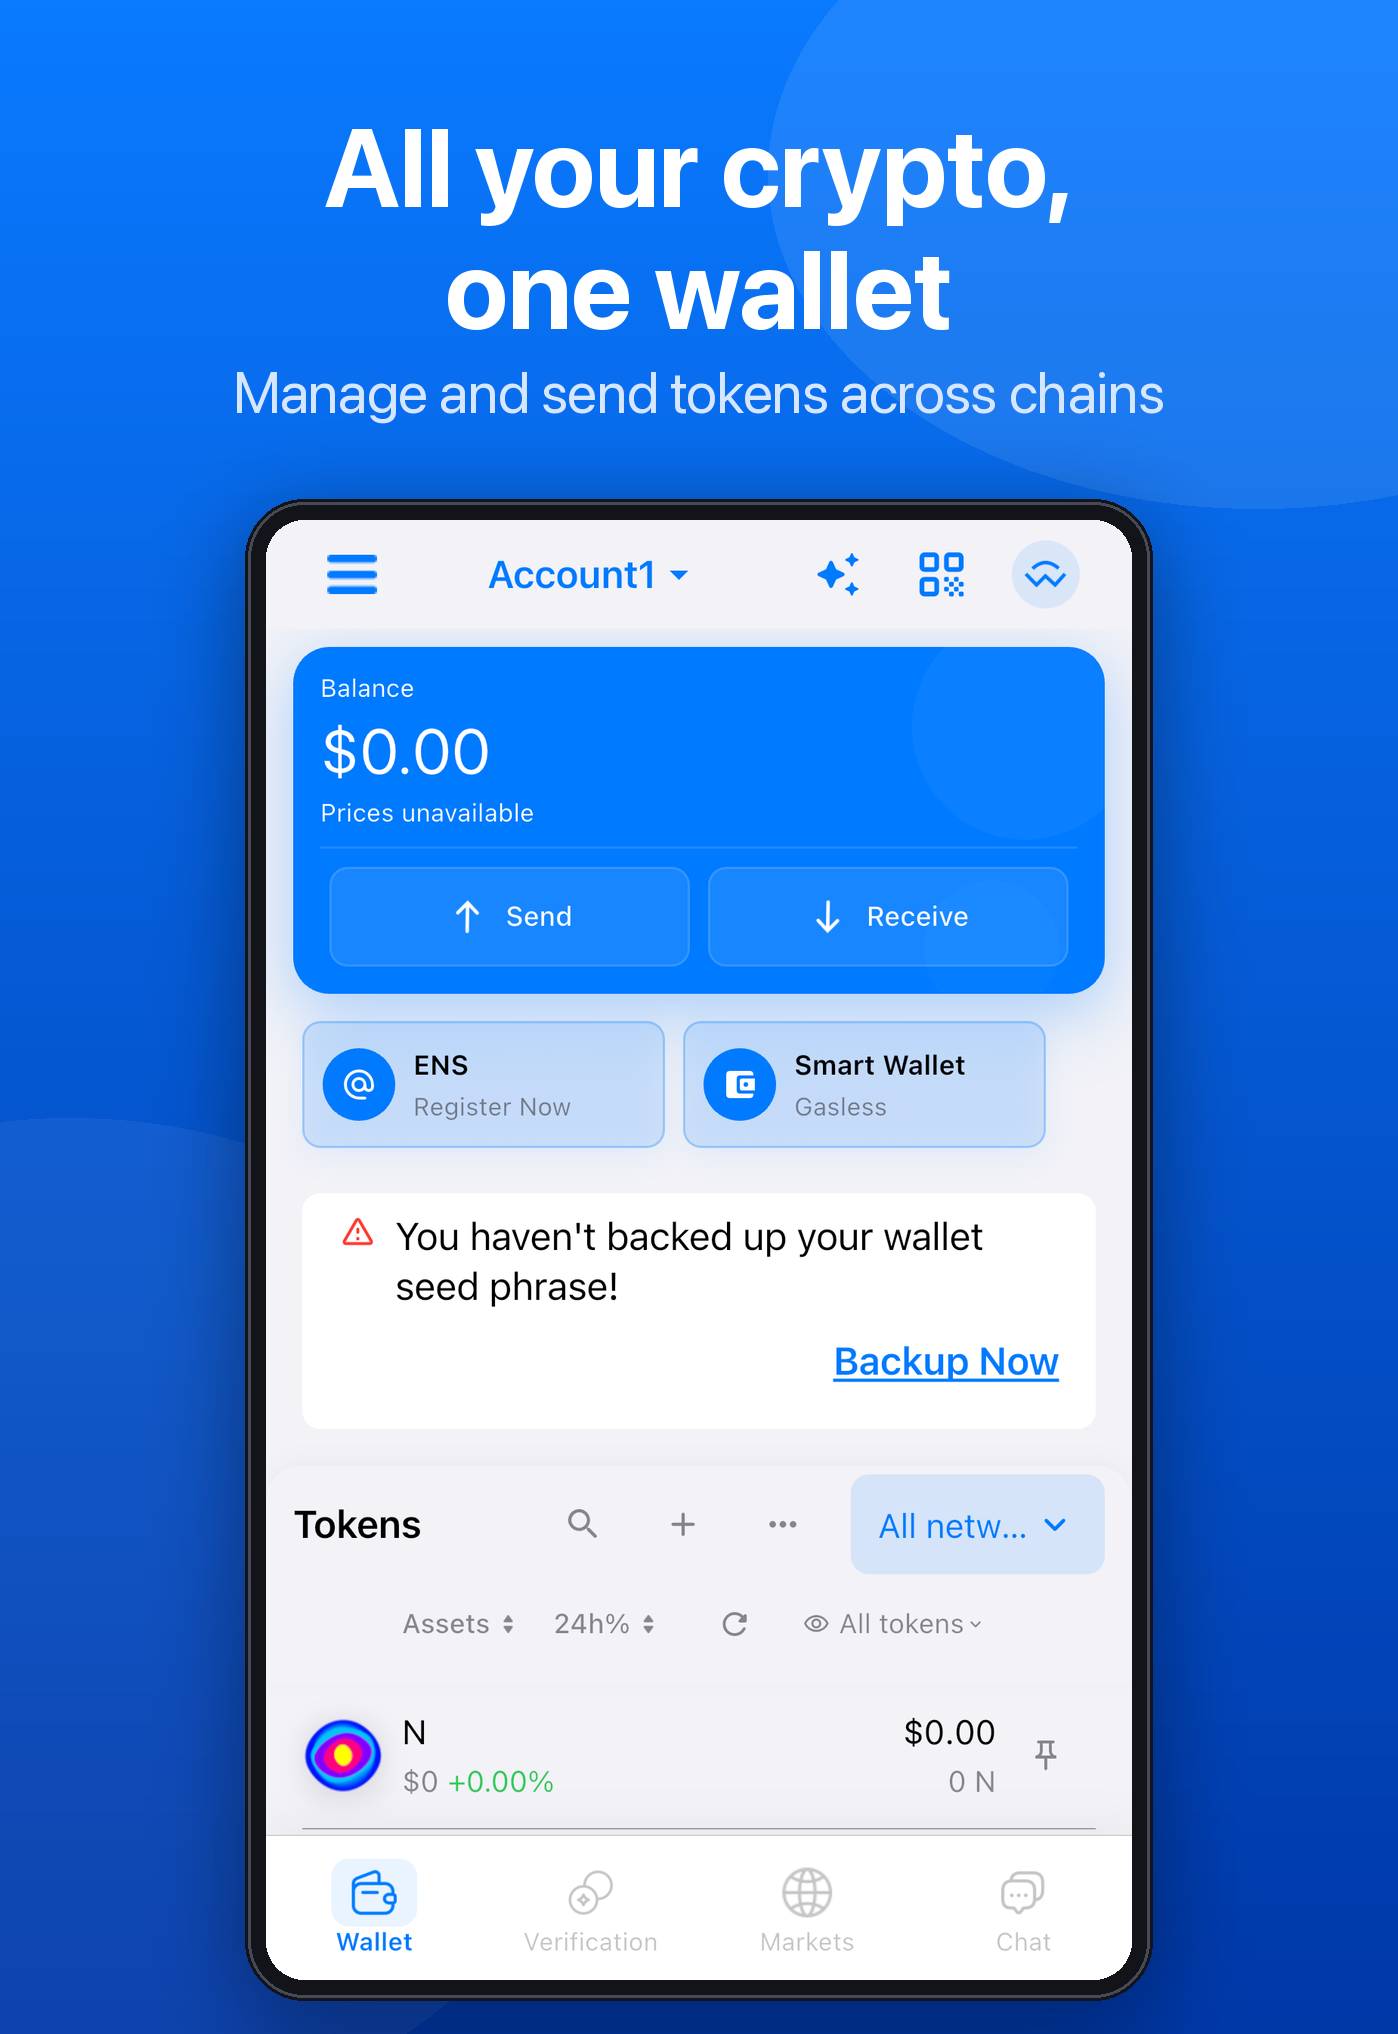 All your crypto,
one wallet
Manage and send tokens across chains
Account1
Balance
$0.00
Prices unavailable
Send
Receive
ENS
Register Now
Smart Wallet
Gasless
You haven't backed up your wallet
seed phrase!
Backup Now
Tokens
All netw...
Assets
24h%
All tokens
N
$0.00
$0 +0.00%
0 N
Wallet
Verification
Markets
Chat